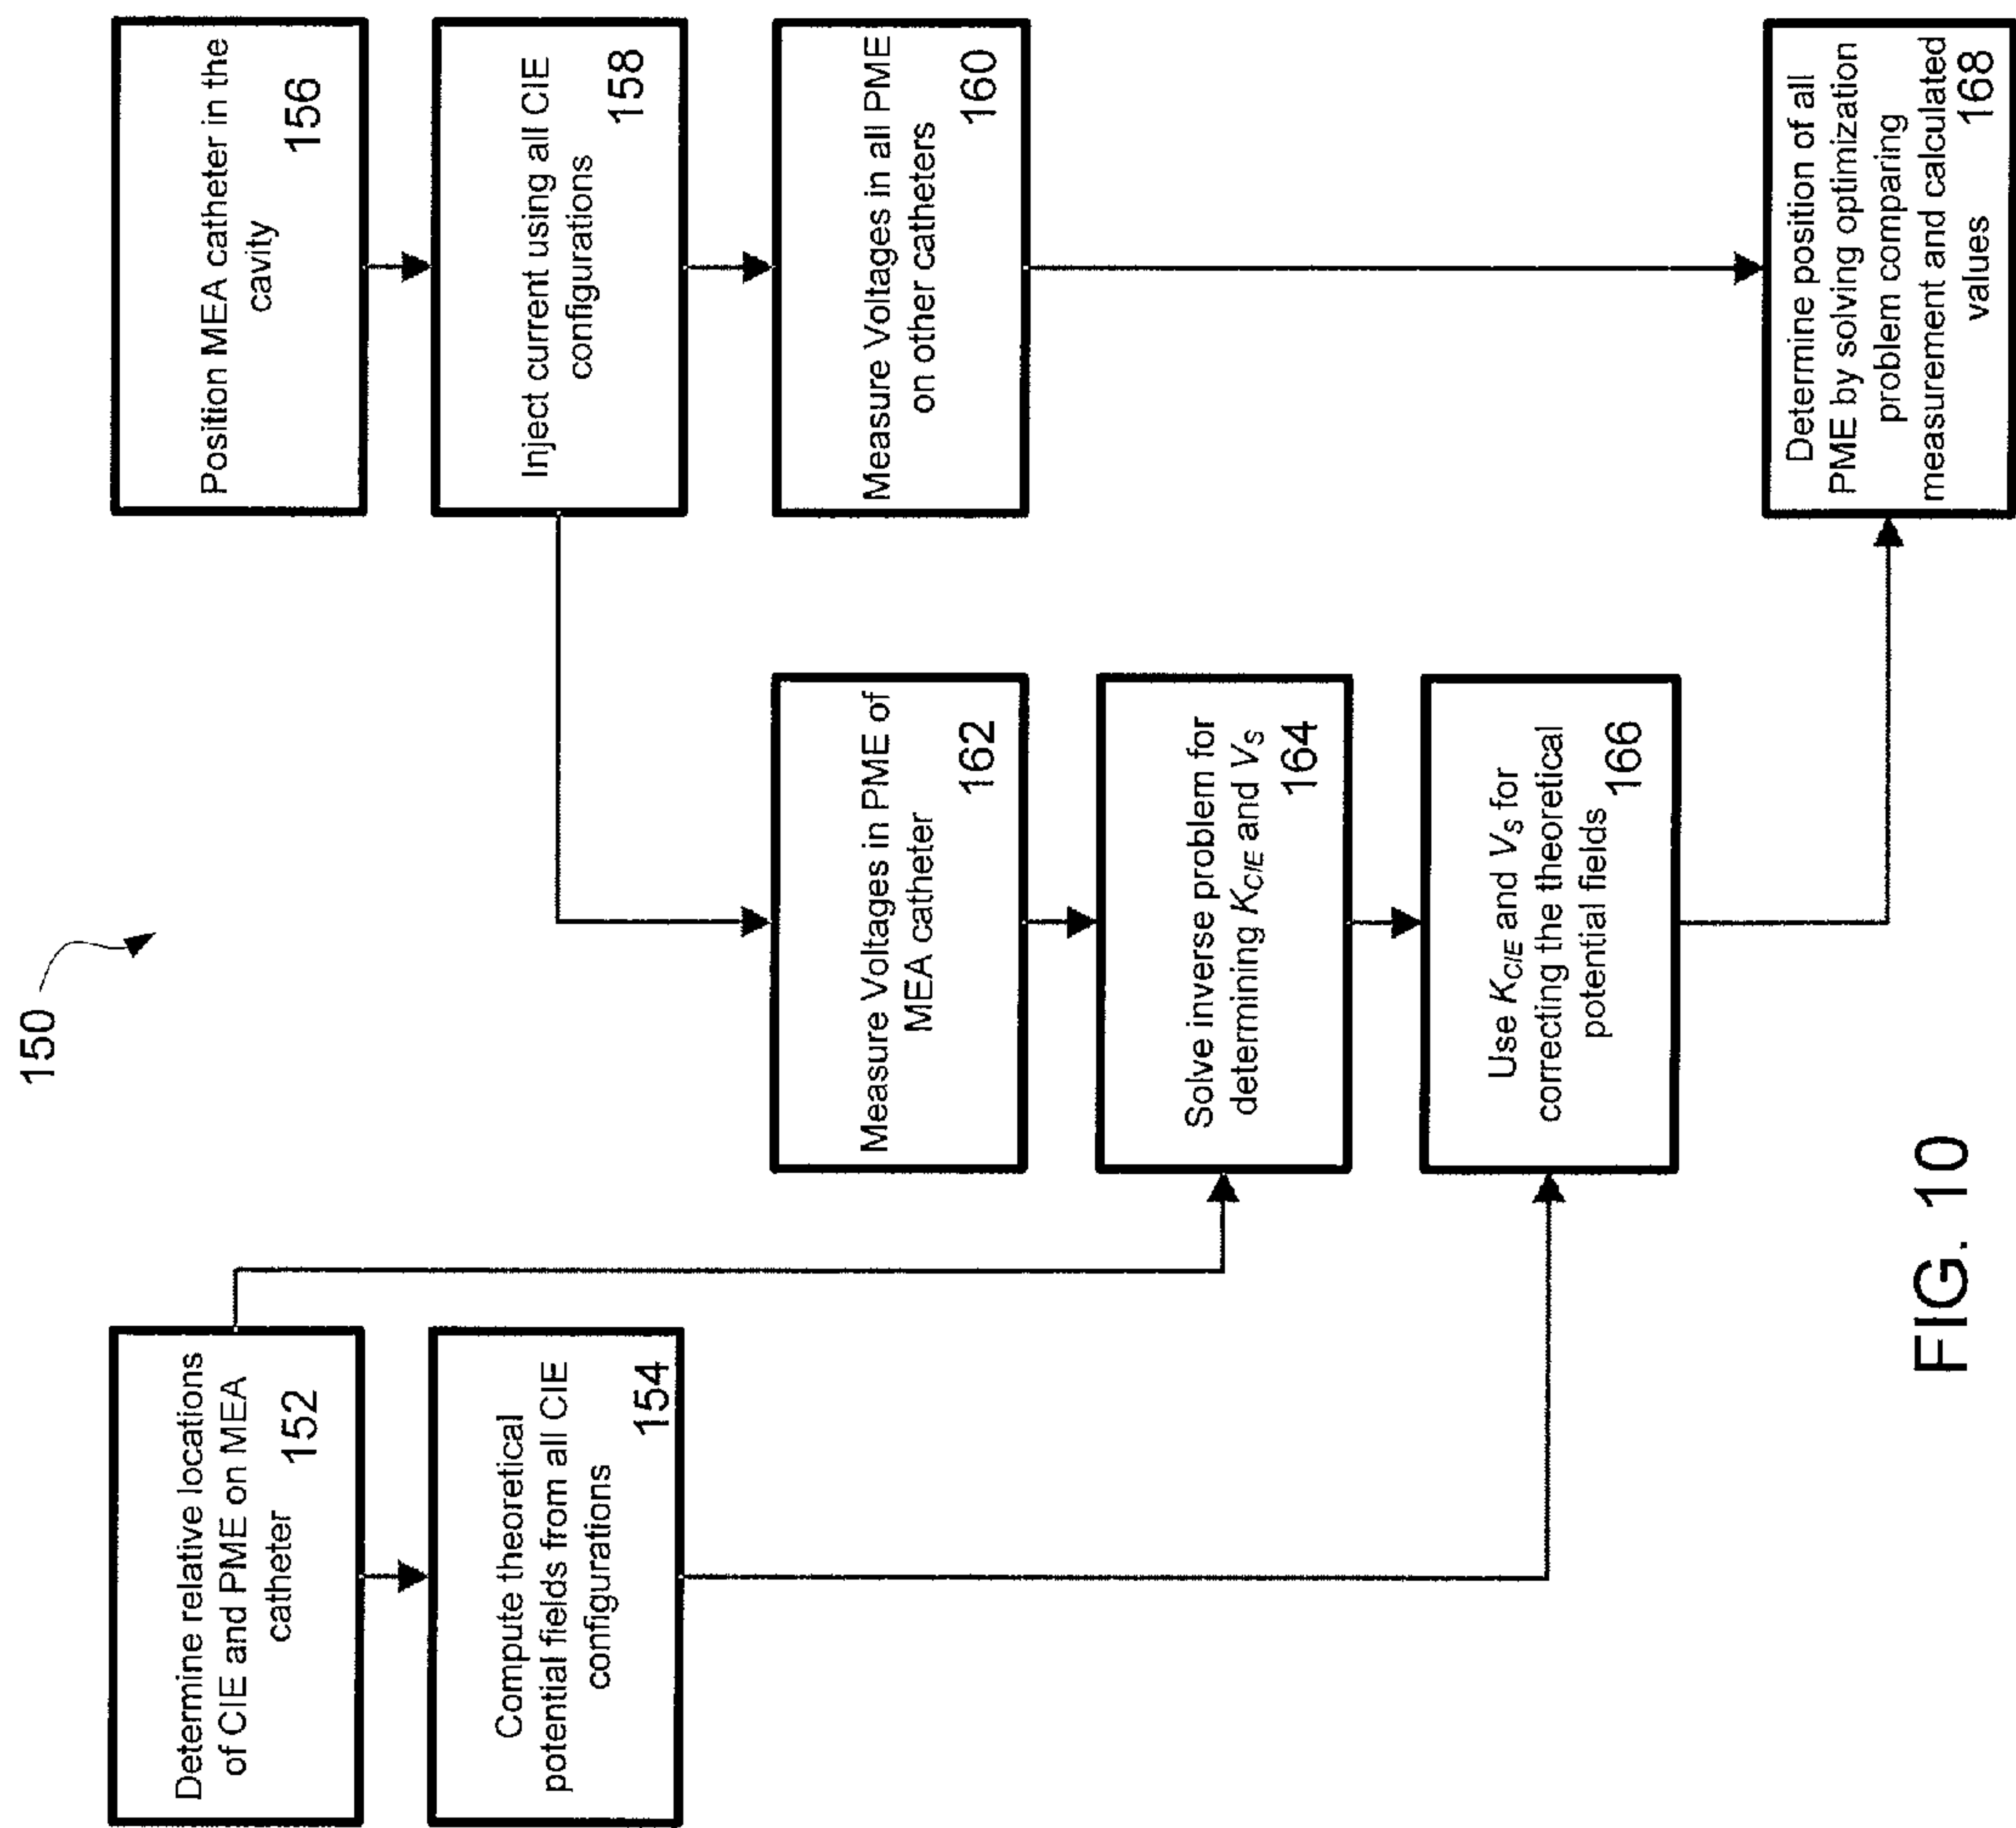 150
Determine relative locations
of CIE and PME on MEA
catheter
152
Compute theoretical
potential fields from all CIE
configurations
154
Position MEA catheter in the
cavity
156
Inject current using all CIE
configurations
158
Measure Voltages in all PME
on other catheters
160
Measure Voltages in PME of
MEA catheter
162
Solve inverse problem for
determining K_CIE and V_S
164
Use K_CIE and V_S for
correcting the theoretical
potential fields
166
Determine position of all
PME by solving optimization
problem comparing
measurement and calculated
values
168
FIG. 10